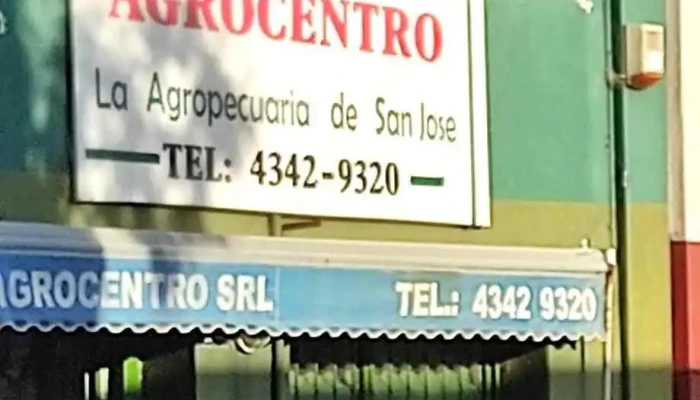 AGROCENTRO
La Agropecuaria de San Jose
TEL: 4342-9320
AGROCENTRO SRL TEL.: 4342 9320